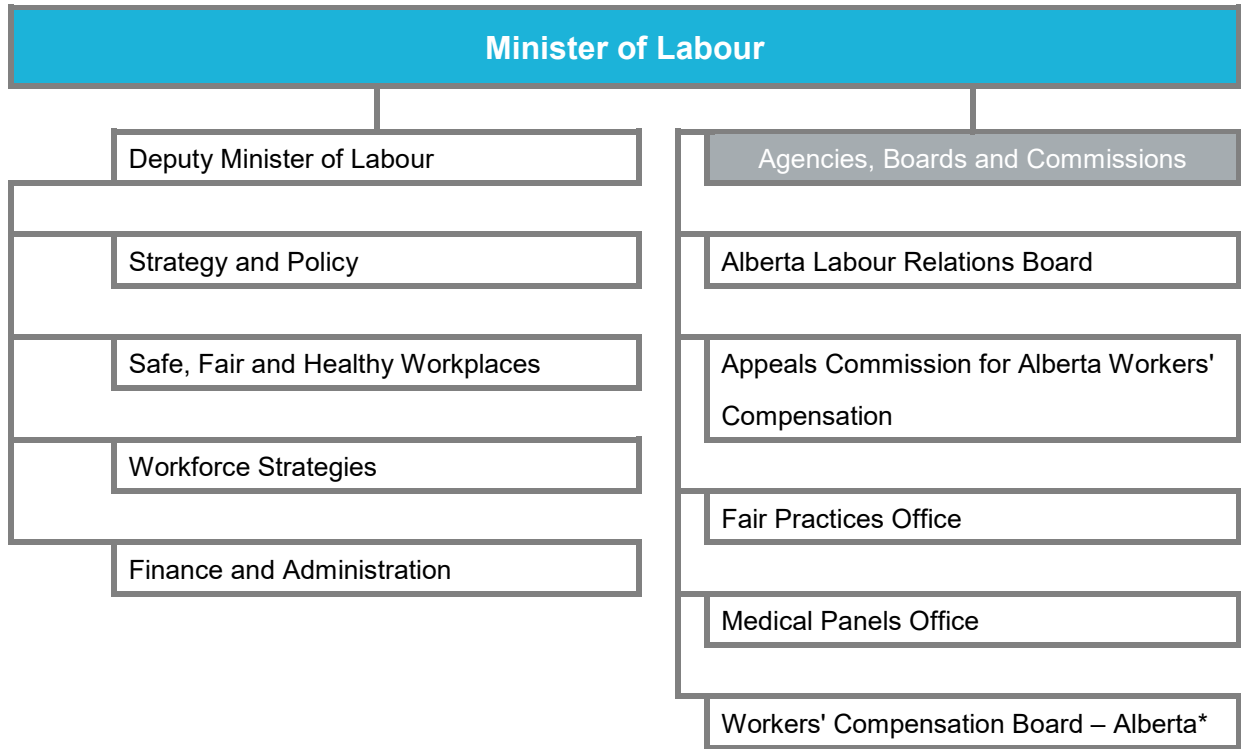 Minister of Labour
Deputy Minister of Labour
Strategy and Policy
Safe, Fair and Healthy Workplaces
Workforce Strategies
Finance and Administration
Agencies, Boards and Commissions
Alberta Labour Relations Board
Appeals Commission for Alberta Workers'
Compensation
Fair Practices Office
Medical Panels Office
Workers' Compensation Board – Alberta*